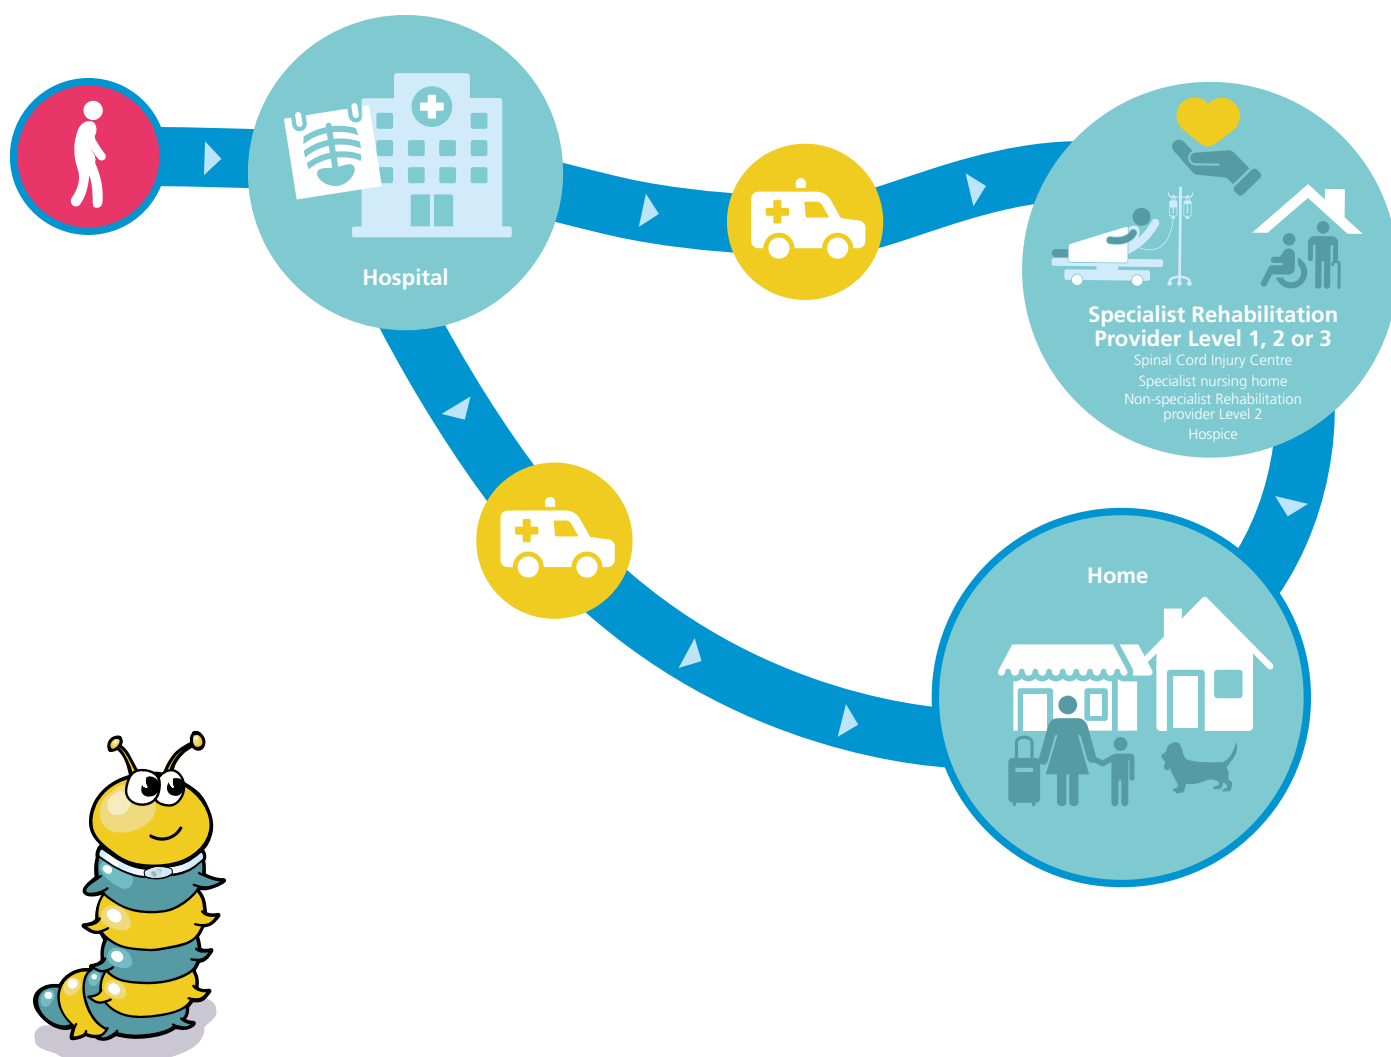 Hospital
Specialist Rehabilitation
Provider Level 1, 2 or 3
Spinal Cord Injury Centre
Specialist nursing home
Non-specialist Rehabilitation
provider Level 2
Hospice
Home